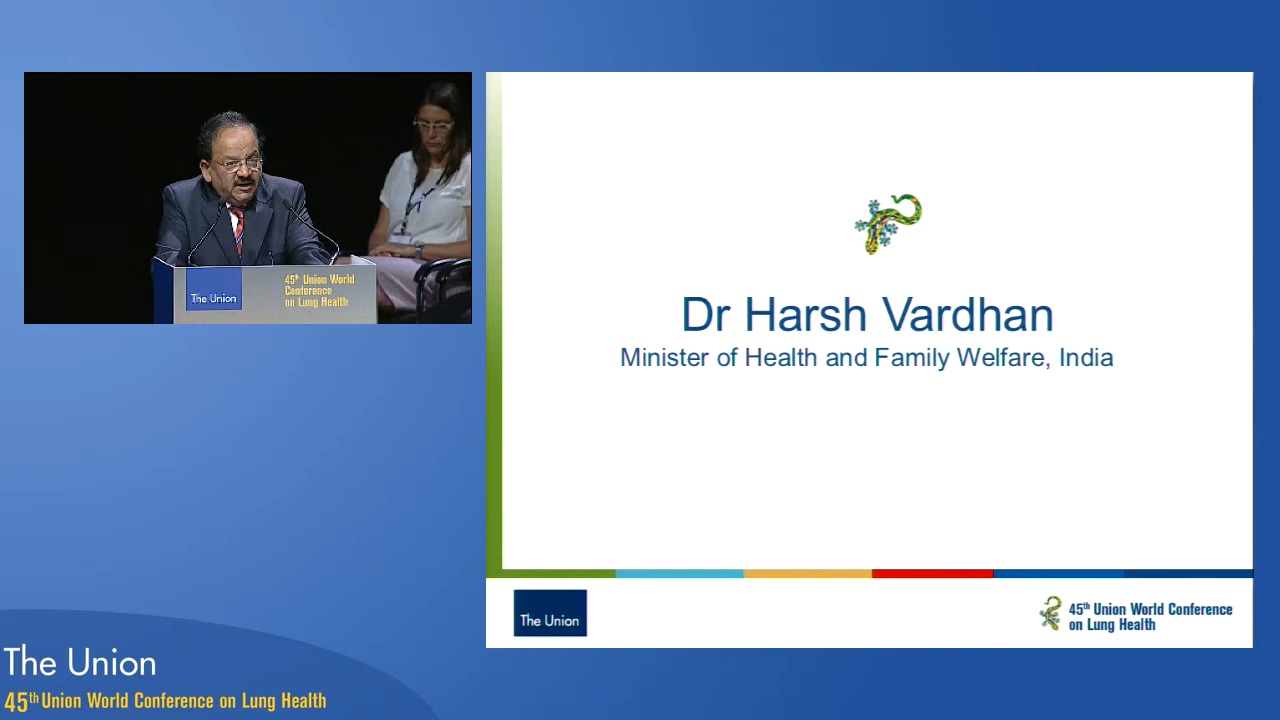 The Union
45th Union World
Conference
on Lung Health
Dr Harsh Vardhan
Minister of Health and Family Welfare, India
The Union
45th Union World Conference
on Lung Health
The Union
45th Union World Conference on Lung Health